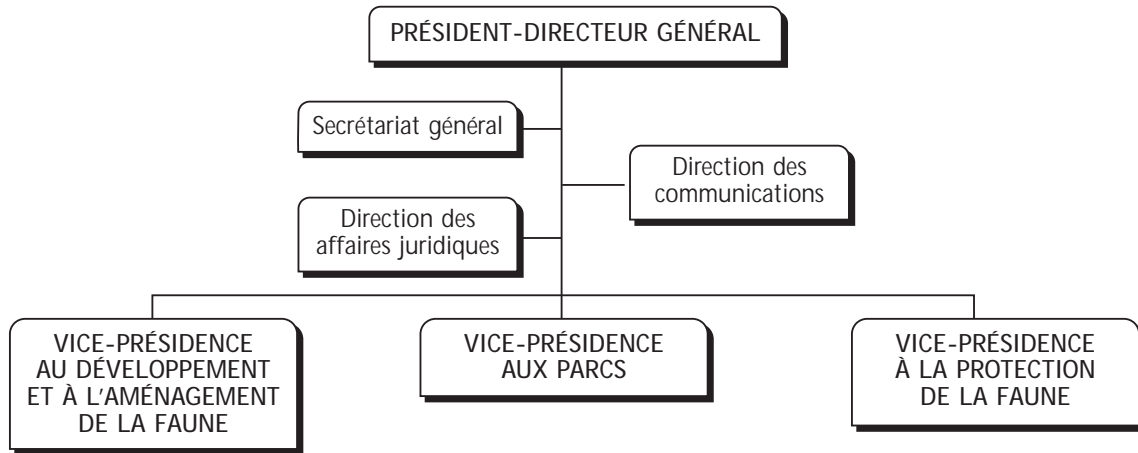 PRÉSIDENT-DIRECTEUR GÉNÉRAL
Secrétariat général
Direction des
communications
Direction des
affaires juridiques
VICE-PRÉSIDENCE
AU DÉVELOPPEMENT
ET À L'AMÉNAGEMENT
DE LA FAUNE
VICE-PRÉSIDENCE
AUX PARCS
VICE-PRÉSIDENCE
À LA PROTECTION
DE LA FAUNE